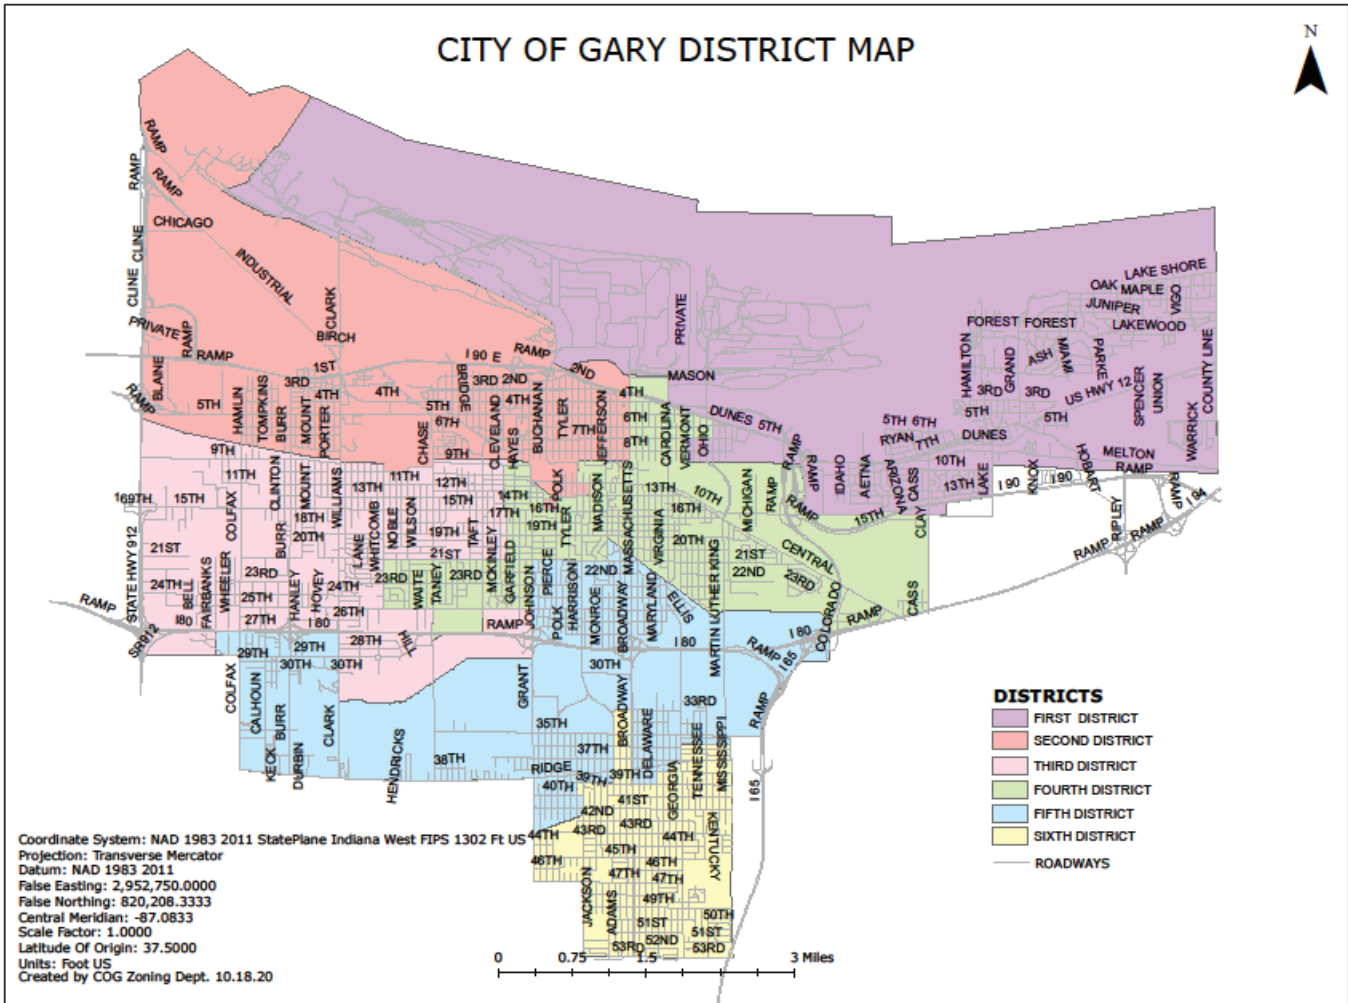 CITY OF GARY DISTRICT MAP
N
RAMP
RAMP
RAMP
CHICAGO
CLINE
INDUSTRIAL
CLINE
CLARK
PRIVATE
RAMP
BIRCH
RAMP
1ST
I 90 E
RAMP
2ND
PRIVATE
MASON
LAKE SHORE
OAK
MAPLE
VIGO
JUNIPER
FOREST
FOREST
LAKEWOOD
HAMILTON
GRAND
ASH
MIAMI
PARKE
COUNTY LINE
3RD
3RD
US HWY 12
SPENCER
UNION
WARRICK
5TH
5TH
BLAINE
RAMP
5TH
HAMLIN
TOMPKINS
BURR
MOUNT
PORTER
3RD
4TH
4TH
BRIDGE
3RD
2ND
4TH
5TH
6TH
CHASE
9TH
CLEVELAND
HAYES
BUCHANAN
TYLER
7TH
JEFFERSON
4TH
6TH
8TH
CAROLINA
VERMONT
OHIO
DUNES
5TH
RAMP
RAMP
5TH
6TH
RYAN
7TH
DUNES
IDAHO
AETNA
ARIZONA
CASS
10TH
13TH
LAKE
I 90
KNOX
I 90
HOBART
MELTON
RAMP
RAMP
I 94
RIPLEY
RAMP
RAMP
9TH
11TH
CLINTON
MOUNT
WILLIAMS
13TH
11TH
12TH
15TH
14TH
17TH
POLK
16TH
19TH
TYLER
MADISON
MASSACHUSETTS
13TH
10TH
16TH
MICHIGAN
RAMP
RAMP
15TH
CLAY
169TH
15TH
COLFAX
18TH
20TH
BURR
LANE
WHITCOMB
NOBLE
WILSON
19TH
TAFT
21ST
MCKINLEY
GARFIELD
VIRGINIA
20TH
21ST
22ND
CENTRAL
23RD
STATE HWY 912
21ST
24TH
BELL
FAIRBANKS
WHEELER
23RD
25TH
27TH
HANLEY
HOVEY
24TH
26TH
23RD
WAITE
TANEY
23RD
JOHNSON
PIERCE
HARRISON
POLK
22ND
MONROE
BROADWAY
MARYLAND
ELLIS
MARTIN LUTHER KING
COLORADO
RAMP
CASS
RAMP
I80
I 80
RAMP
I 80
RAMP
I 80
I 65
SR912
28TH
HILL
29TH
29TH
30TH
30TH
30TH
COLFAX
CALHOUN
BURR
KECK
DURBIN
CLARK
HENDRICKS
38TH
GRANT
35TH
37TH
RIDGE
39TH
39TH
40TH
BROADWAY
DELAWARE
33RD
TENNESSEE
MISSISSIPPI
RAMP
I 65
GEORGIA
41ST
42ND
43RD
43RD
44TH
44TH
KENTUCKY
45TH
46TH
46TH
47TH
47TH
JACKSON
ADAMS
49TH
50TH
51ST
51ST
52ND
53RD
53RD
DISTRICTS
FIRST DISTRICT
SECOND DISTRICT
THIRD DISTRICT
FOURTH DISTRICT
FIFTH DISTRICT
SIXTH DISTRICT
ROADWAYS
Coordinate System: NAD 1983 2011 StatePlane Indiana West FIPS 1302 Ft US
Projection: Transverse Mercator
Datum: NAD 1983 2011
False Easting: 2,952,750.0000
False Northing: 820,208.3333
Central Meridian: -87.0833
Scale Factor: 1.0000
Latitude Of Origin: 37.5000
Units: Foot US
Created by COG Zoning Dept. 10.18.20
0 0.75 1.5 3 Miles